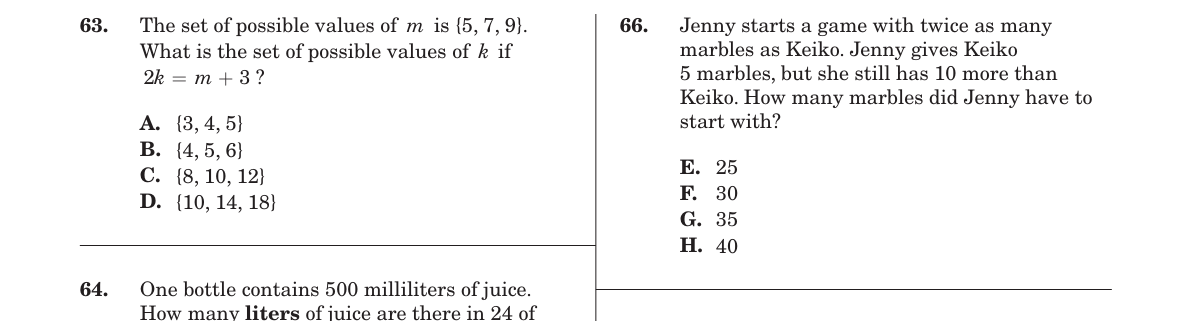 63. The set of possible values of m is {5, 7, 9}.
What is the set of possible values of k if
2k = m + 3 ?
A. {3, 4, 5}
B. {4, 5, 6}
C. {8, 10, 12}
D. {10, 14, 18}
64. One bottle contains 500 milliliters of juice.
How many liters of juice are there in 24 of
66. Jenny starts a game with twice as many
marbles as Keiko. Jenny gives Keiko
5 marbles, but she still has 10 more than
Keiko. How many marbles did Jenny have to
start with?
E. 25
F. 30
G. 35
H. 40